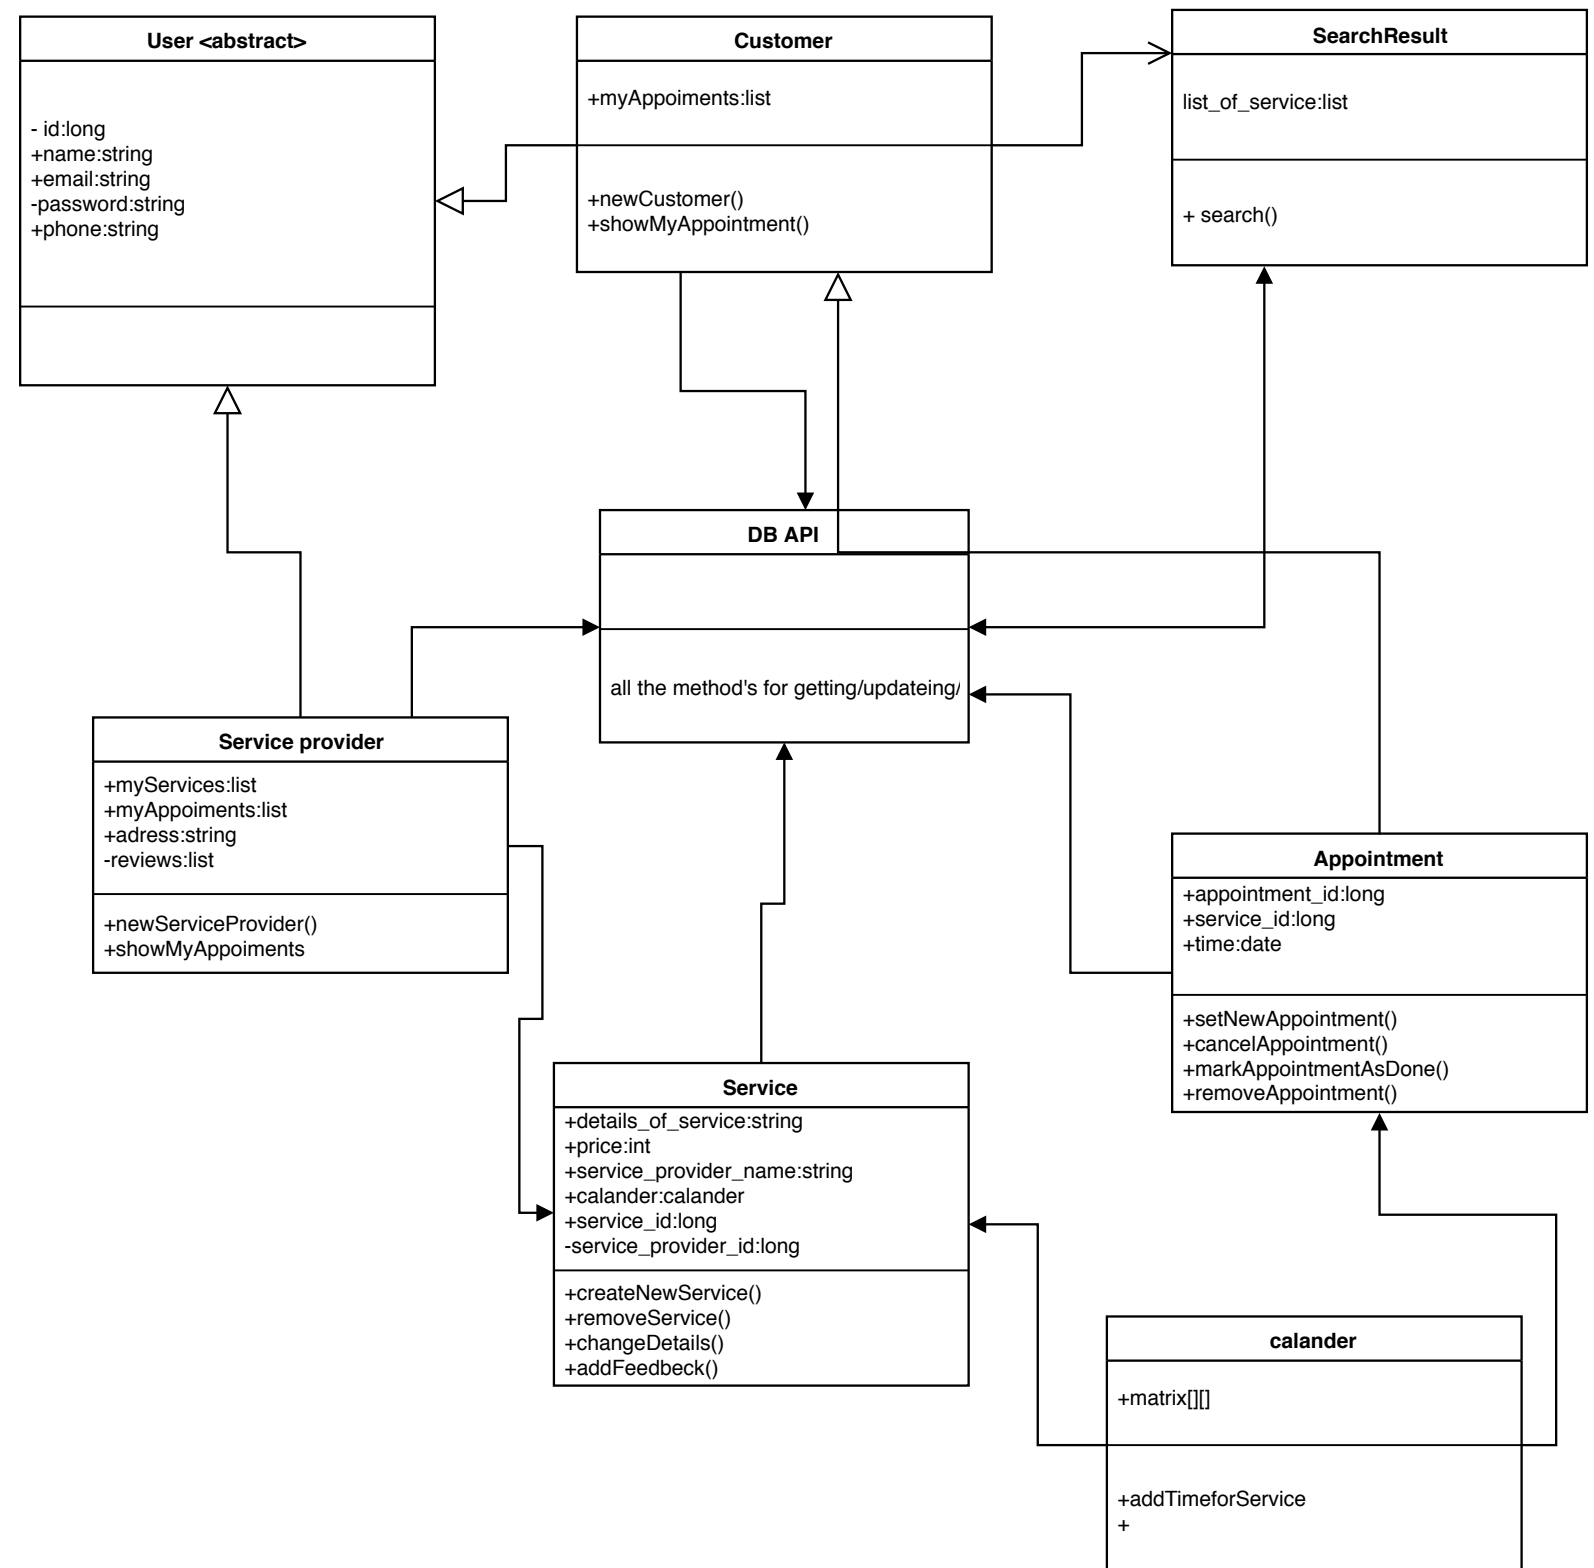 User <abstract>
- id:long
+name:string
+email:string
-password:string
+phone:string
Customer
+myAppoiments:list
+newCustomer()
+showMyAppointment()
SearchResult
list_of_service:list
+ search()
DB API
all the method's for getting/updateing/
Service provider
+myServices:list
+myAppoiments:list
+adress:string
-reviews:list
+newServiceProvider()
+showMyAppoiments
Appointment
+appointment_id:long
+service_id:long
+time:date
+setNewAppointment()
+cancelAppointment()
+markAppointmentAsDone()
+removeAppointment()
Service
+details_of_service:string
+price:int
+service_provider_name:string
+calander:calander
+service_id:long
-service_provider_id:long
+createNewService()
+removeService()
+changeDetails()
+addFeedbeck()
calander
+matrix[][]
+addTimeforService
+